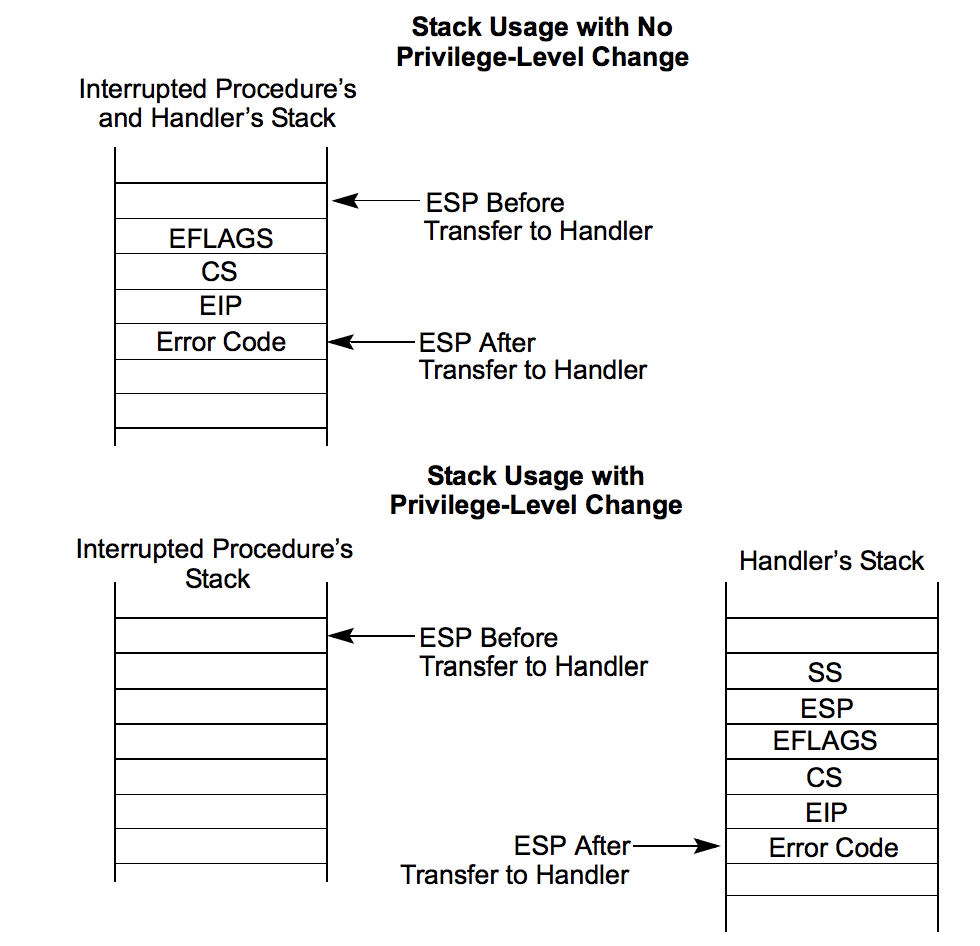 Stack Usage with No
Privilege-Level Change
Interrupted Procedure's
and Handler's Stack
ESP Before
Transfer to Handler
EFLAGS
CS
EIP
Error Code
ESP After
Transfer to Handler
Stack Usage with
Privilege-Level Change
Interrupted Procedure's
Stack
Handler's Stack
ESP Before
Transfer to Handler
SS
ESP
EFLAGS
CS
EIP
ESP After
Transfer to Handler
Error Code